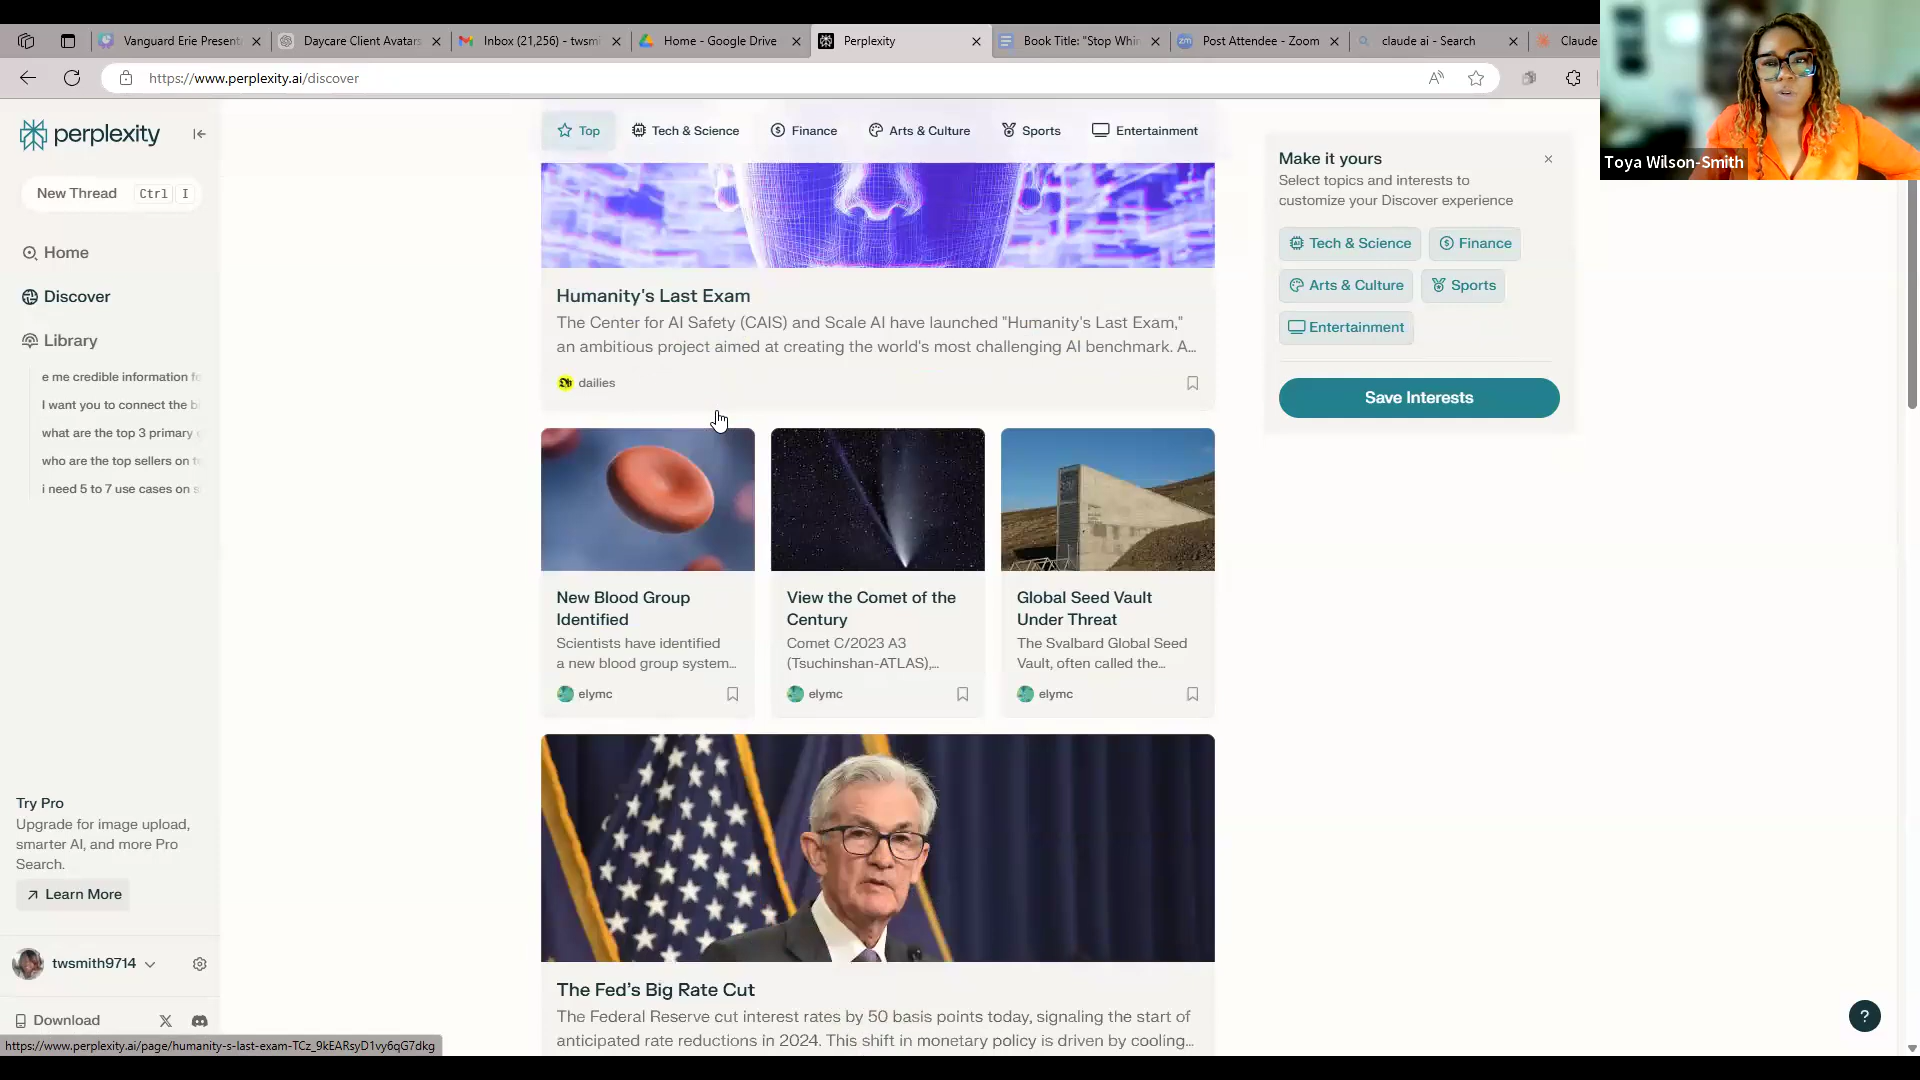 Vanguard Erie Present
Daycare Client Avatars
Inbox (21,256) - twsmi
Home - Google Drive
Perplexity
Book Title: "Stop Whin
Post Attendee - Zoom
claude ai - Search
Claude
https://www.perplexity.ai/discover
Toya Wilson-Smith
perplexity
New Thread Ctrl I
Home
Discover
Library
e me credible information fo
I want you to connect the b
what are the top 3 primary
who are the top sellers on t
i need 5 to 7 use cases on s
Try Pro
Upgrade for image upload,
smarter AI, and more Pro
Search.
Learn More
twsmith9714
Download
https://www.perplexity.ai/page/humanity-s-last-exam-TCz_9kEARsyD1vy6qG7dkg
Top
Tech & Science
Finance
Arts & Culture
Sports
Entertainment
Humanity's Last Exam
The Center for AI Safety (CAIS) and Scale AI have launched "Humanity's Last Exam,"
an ambitious project aimed at creating the world's most challenging AI benchmark. A...
dailies
New Blood Group
Identified
Scientists have identified
a new blood group system...
elymc
View the Comet of the
Century
Comet C/2023 A3
(Tsuchinshan-ATLAS),...
elymc
Global Seed Vault
Under Threat
The Svalbard Global Seed
Vault, often called the...
elymc
The Fed's Big Rate Cut
The Federal Reserve cut interest rates by 50 basis points today, signaling the start of
anticipated rate reductions in 2024. This shift in monetary policy is driven by cooling...
Make it yours
Select topics and interests to
customize your Discover experience
Tech & Science
Finance
Arts & Culture
Sports
Entertainment
Save Interests
?